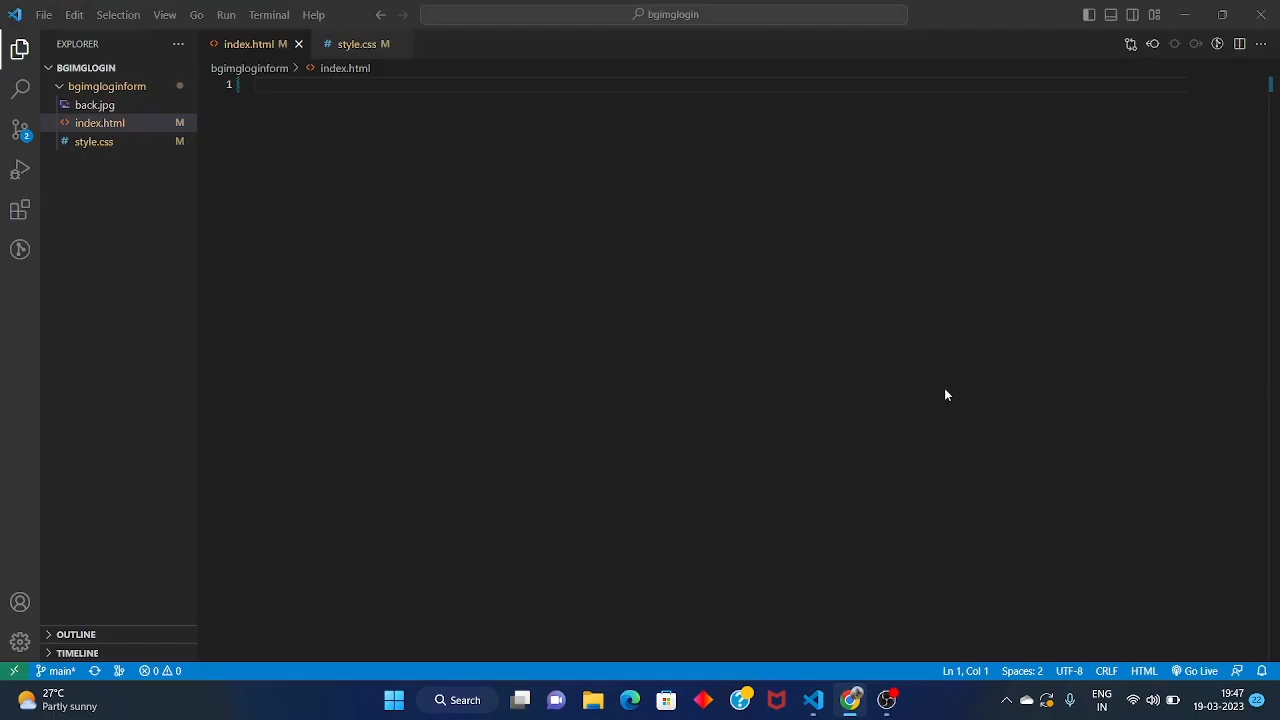 File Edit Selection View Go Run Terminal Help
bgimglogin
EXPLORER
index.html M
# style.css M
BGIMGLOGIN
bgimgloginform
back.jpg
index.html M
# style.css M
bgimgloginform > index.html
1
2
OUTLINE
TIMELINE
main*
0 0
Ln 1, Col 1
Spaces: 2
UTF-8
CRLF
HTML
Go Live
27°C
Partly sunny
Search
ENG
IN
19:47
19-03-2023
22